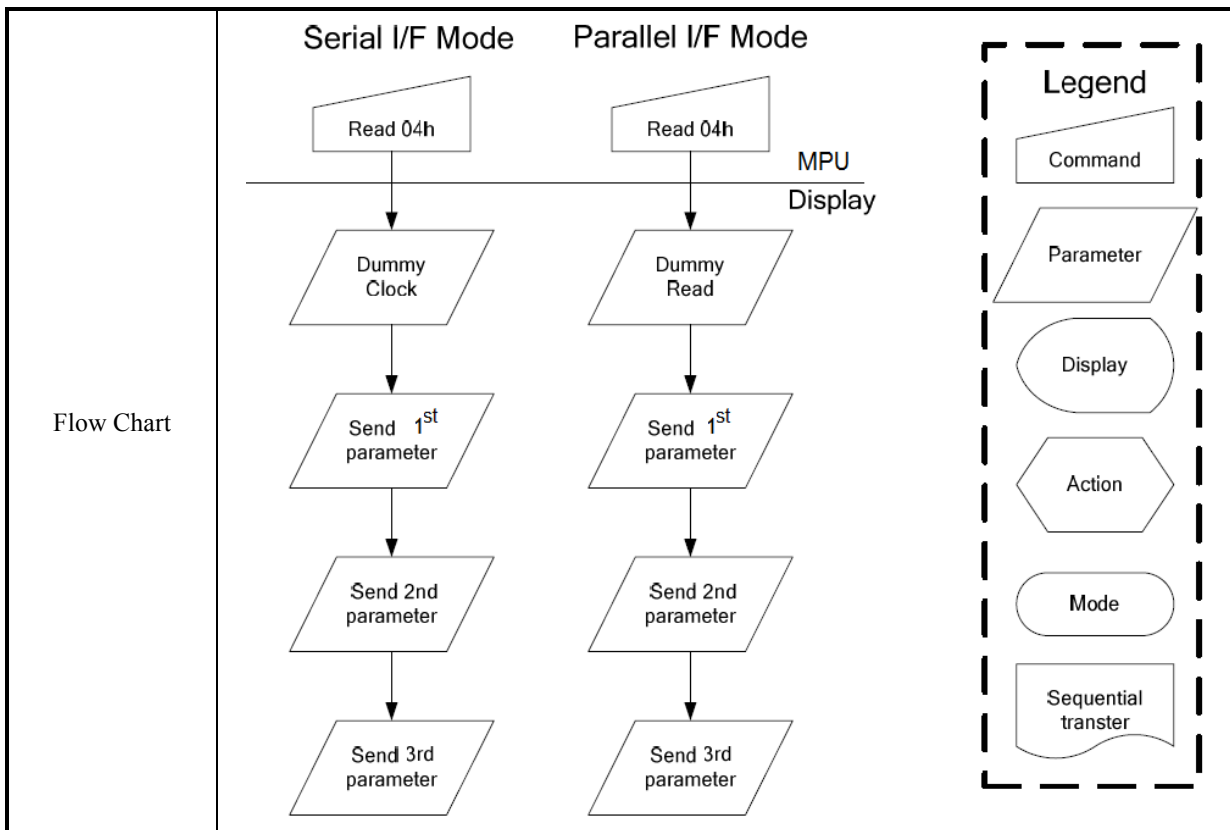 Flow Chart
Serial I/F Mode
Read 04h
Dummy
Clock
Send 1st
parameter
Send 2nd
parameter
Send 3rd
parameter
Parallel I/F Mode
Read 04h
MPU
Display
Dummy
Read
Send 1st
parameter
Send 2nd
parameter
Send 3rd
parameter
Legend
Command
Parameter
Display
Action
Mode
Sequential
transter